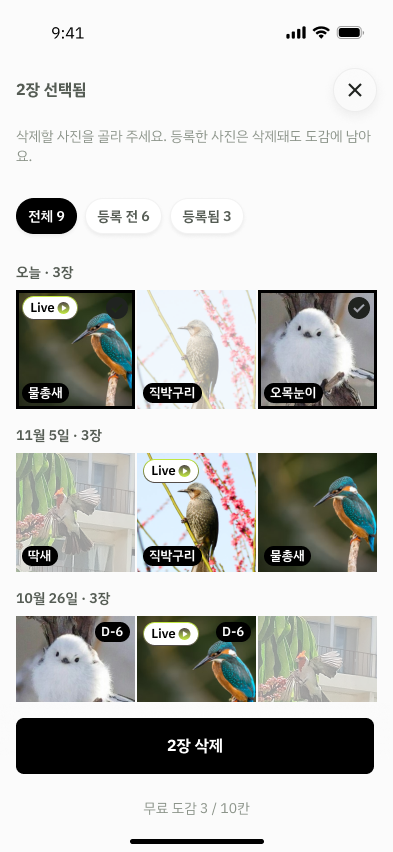 9:41
2장 선택됨
삭제할 사진을 골라 주세요. 등록한 사진은 삭제돼도 도감에 남아
요.
전체 9 등록 전 6 등록됨 3
오늘 · 3장
Live
물총새 직박구리 오목눈이
11월 5일 · 3장
Live
딱새 직박구리 물총새
10월 26일 · 3장
D-6 Live D-6
2장 삭제
무료 도감 3 / 10칸